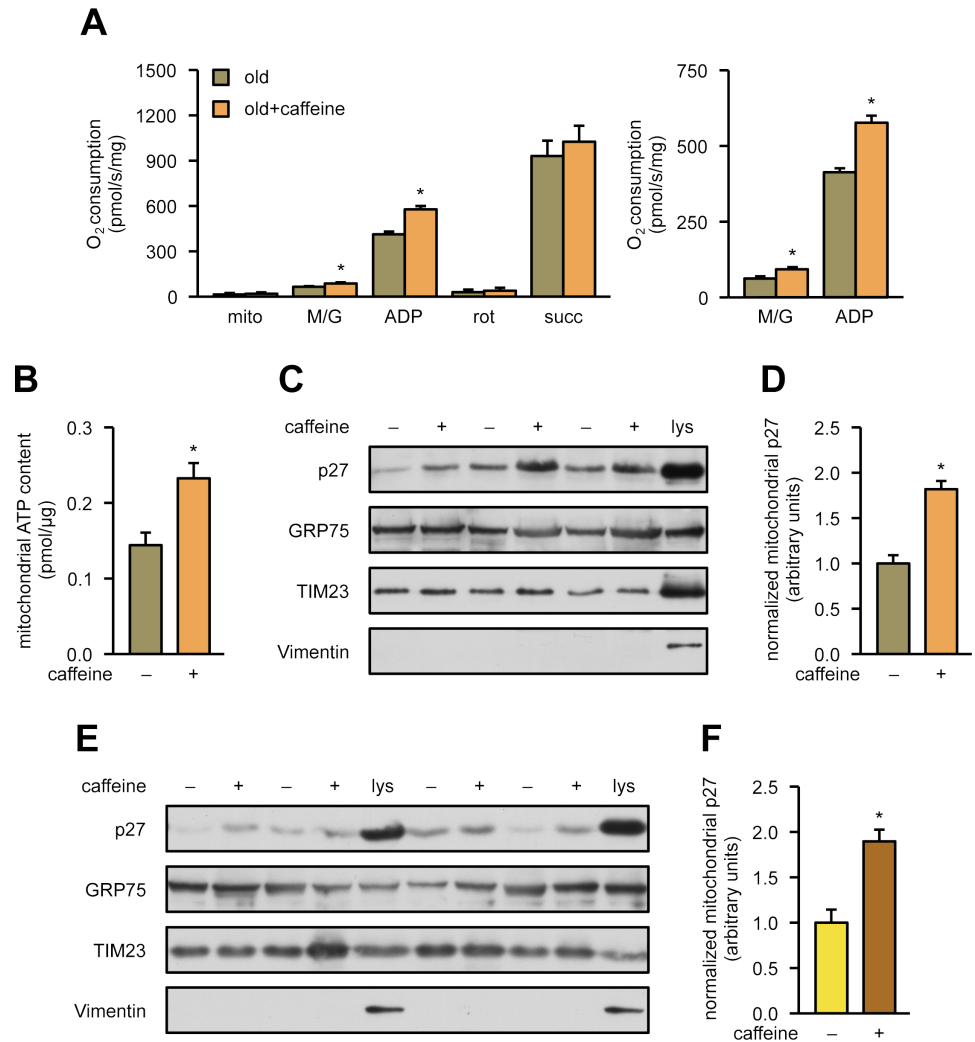 A
O2 consumption
(pmol/s/mg)
1500
1200
900
600
300
0
old
old+caffeine
*
*
mito M/G ADP rot succ
O2 consumption
(pmol/s/mg)
750
500
250
0
*
*
M/G ADP
B
mitochondrial ATP content
(pmol/µg)
0.3
0.2
0.1
0.0
*
caffeine – +
C
caffeine – + – + – + lys
p27
GRP75
TIM23
Vimentin
D
normalized mitochondrial p27
(arbitrary units)
2.5
2.0
1.5
1.0
0.5
0.0
*
caffeine – +
E
caffeine – + – + lys – + – + lys
p27
GRP75
TIM23
Vimentin
F
normalized mitochondrial p27
(arbitrary units)
2.5
2.0
1.5
1.0
0.5
0.0
*
caffeine – +